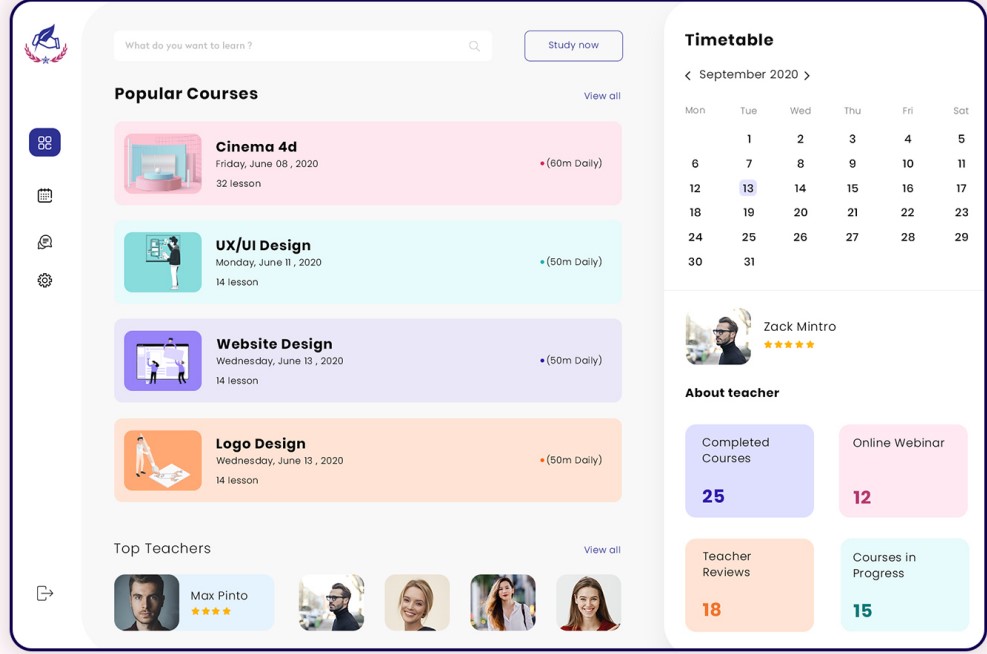 What do you want to learn ?
Study now
Popular Courses
View all
Cinema 4d
Friday, June 08 , 2020
32 lesson
(60m Daily)
UX/UI Design
Monday, June 11 , 2020
14 lesson
(50m Daily)
Website Design
Wednesday, June 13 , 2020
14 lesson
(50m Daily)
Logo Design
Wednesday, June 13 , 2020
14 lesson
(50m Daily)
Top Teachers
View all
Max Pinto
Timetable
September 2020
Mon Tue Wed Thu Fri Sat
1 2 3 4 5
6 7 8 9 10 11
12 13 14 15 16 17
18 19 20 21 22 23
24 25 26 27 28 29
30 31
Zack Mintro
About teacher
Completed
Courses
25
Online Webinar
12
Teacher
Reviews
18
Courses in
Progress
15